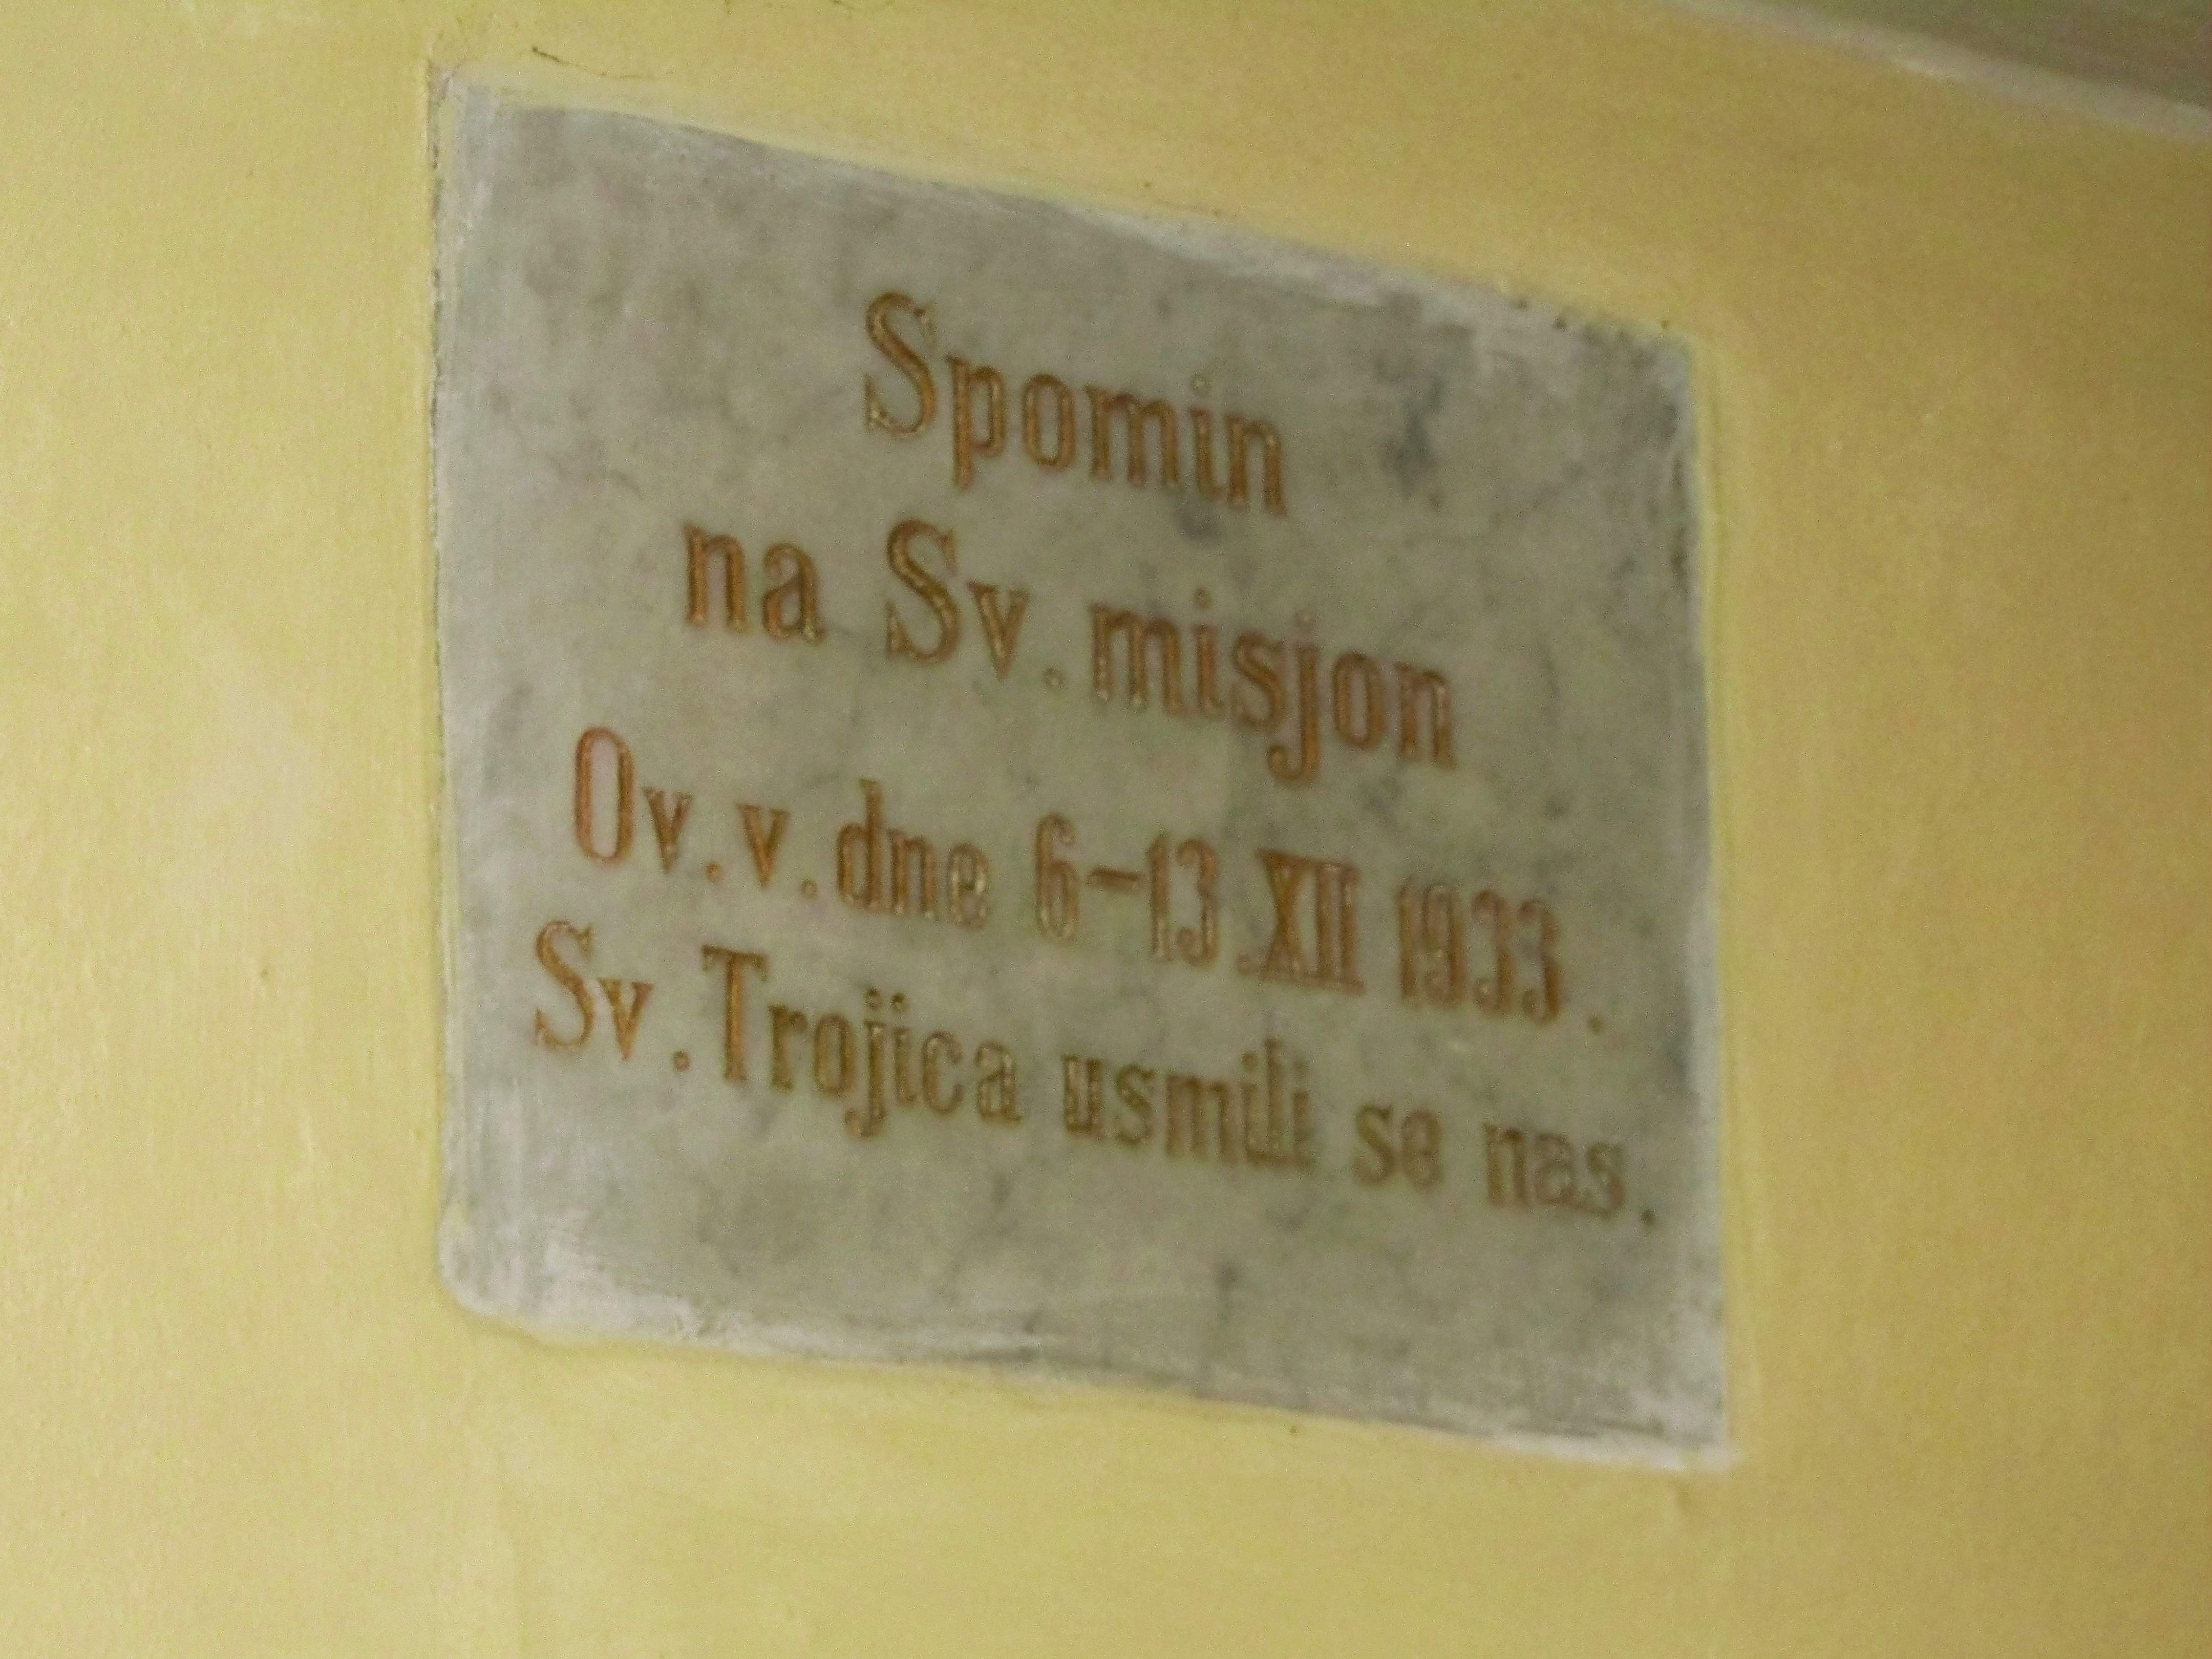 Spomin
na Sv. misjon
Ov. v. dne 6-13. XII 1933.
Sv. Trojica usmili se nas.